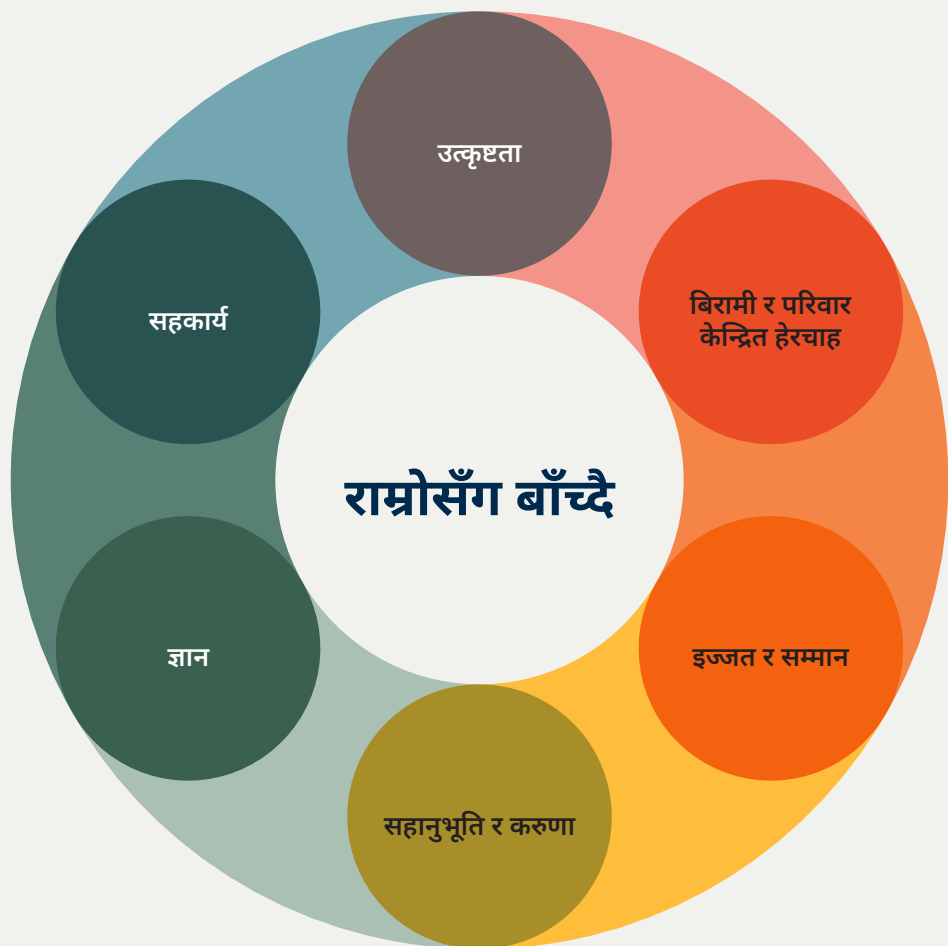 उत्कृष्टता
बिरामी र परिवार
केन्द्रित हेरचाह
सहकार्य
राम्रोसँग बाँच्दै
ज्ञान
इज्जत र सम्मान
सहानुभूति र करुणा